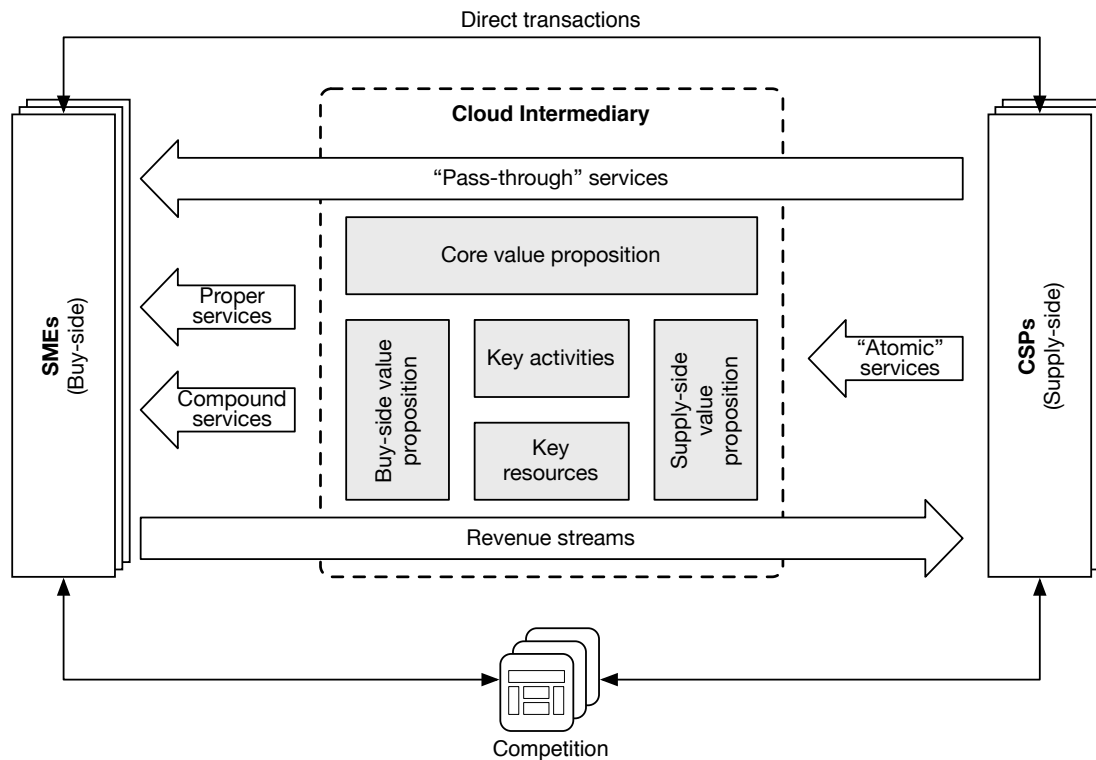 Direct transactions
Cloud Intermediary
“Pass-through” services
Core value proposition
SMEs
(Buy-side)
Proper
services
Compound
services
Buy-side value
proposition
Key activities
Key
resources
Supply-side
value
proposition
“Atomic”
services
CSPs
(Supply-side)
Revenue streams
Competition